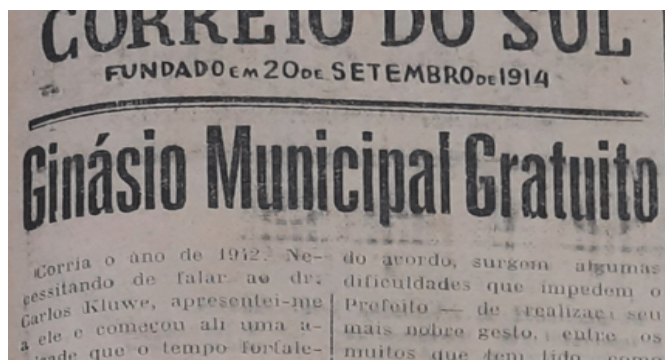 CORREIO DO SUL
FUNDADO EM 20 DE SETEMBRO DE 1914
Ginásio Municipal Gratuito
Corria o ano de 1912. Ne-
cessitando de falar ao dr.
Carlos Kluwe, apresentei-me
a ele e começou ali uma a-
que o tempo fortale-
do acordo, surgem algumas
dificuldades que impedem o
Prefeito — de realizar seu
mais nobre gesto, entre os
muitos que tem tido, como